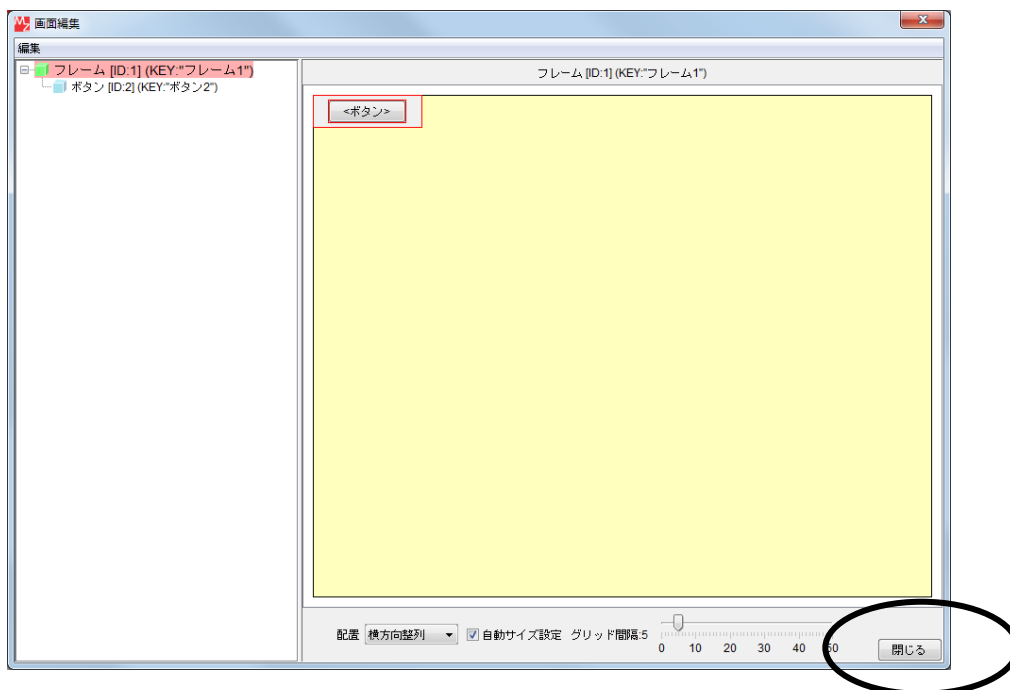 画面編集
編集
フレーム [ID:1] (KEY:"フレーム1")
ボタン [ID:2] (KEY:"ボタン2")
フレーム [ID:1] (KEY:"フレーム1")
<ボタン>
配置 横方向整列 自動サイズ設定 グリッド間隔:5
0 10 20 30 40 50
閉じる